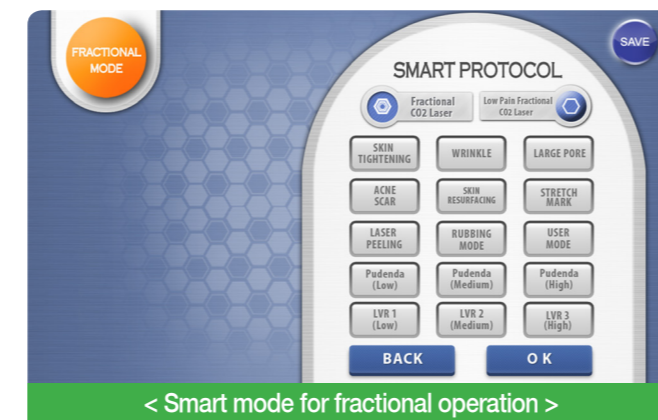 FRACTIONAL
MODE
SAVE
SMART PROTOCOL
Fractional
CO2 Laser
Low Pain Fractional
CO2 Laser
SKIN
TIGHTENING
WRINKLE
LARGE PORE
ACNE
SCAR
SKIN
RESURFACING
STRETCH
MARK
LASER
PEELING
RUBBING
MODE
USER
MODE
Pudenda
(Low)
Pudenda
(Medium)
Pudenda
(High)
LVR 1
(Low)
LVR 2
(Medium)
LVR 3
(High)
BACK
OK
< Smart mode for fractional operation >